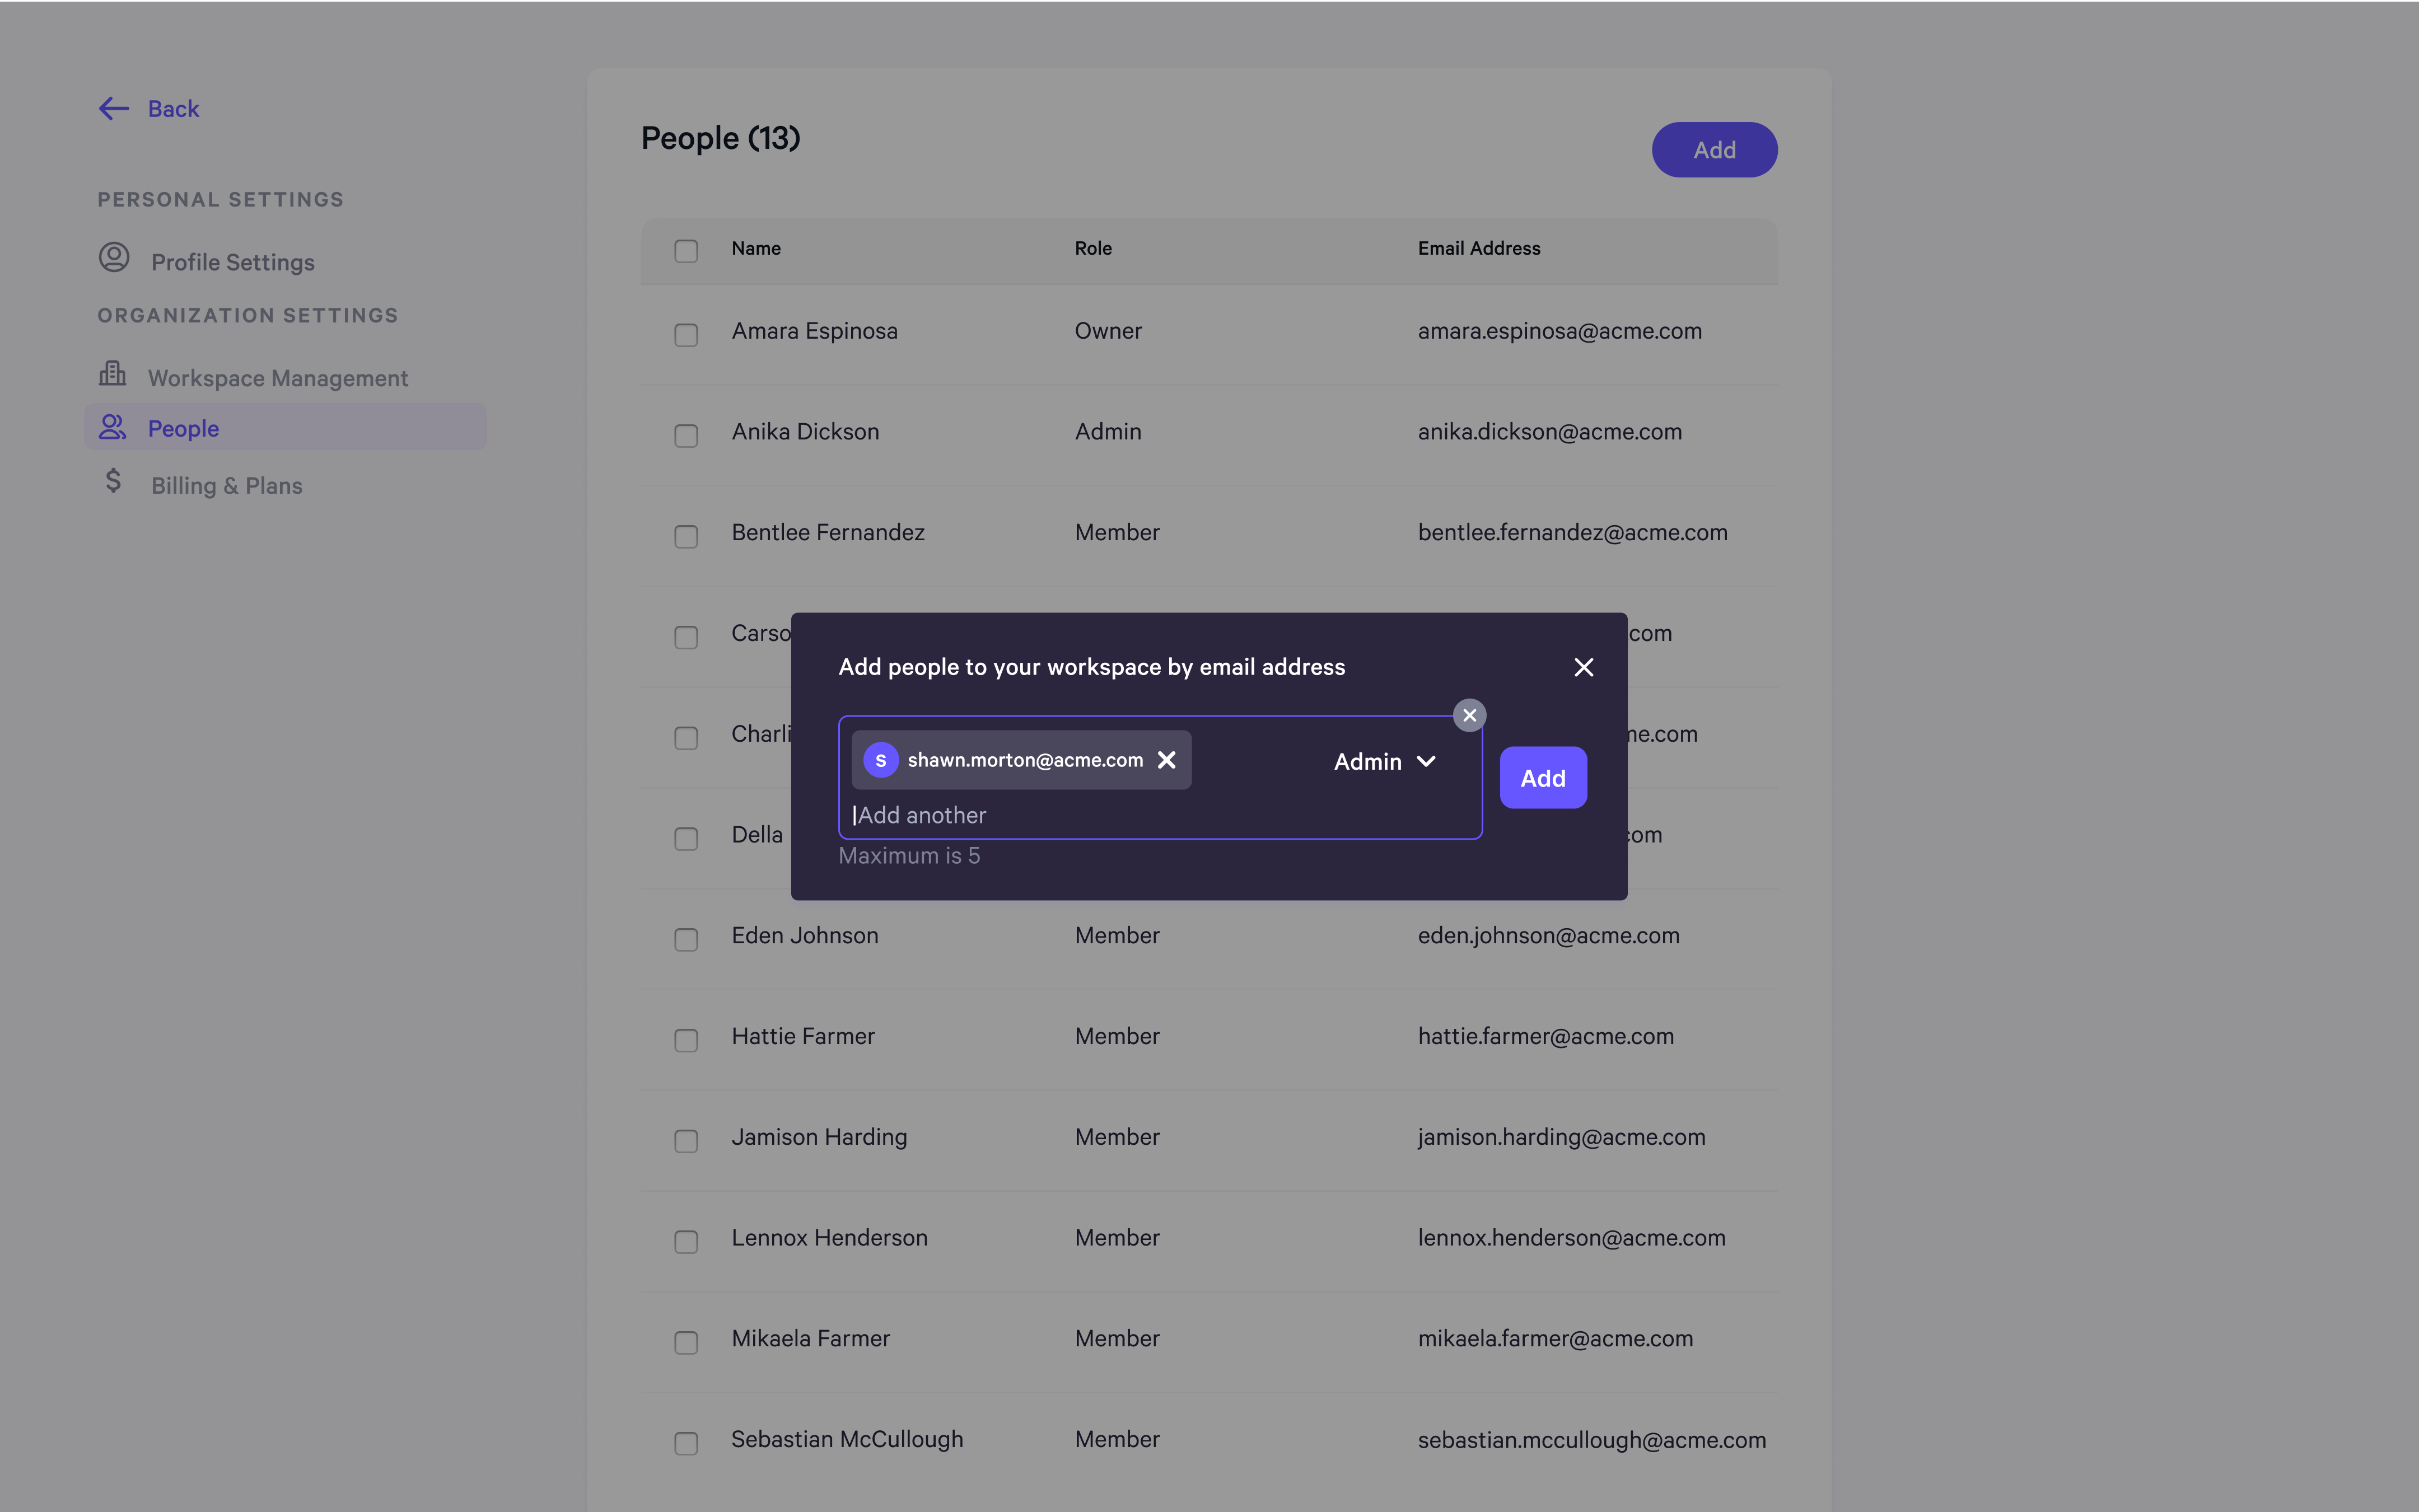 Back
PERSONAL SETTINGS
Profile Settings
ORGANIZATION SETTINGS
Workspace Management
People
$ Billing & Plans
People (13)
Add
Name Role Email Address
Amara Espinosa Owner amara.espinosa@acme.com
Anika Dickson Admin anika.dickson@acme.com
Bentlee Fernandez Member bentlee.fernandez@acme.com
Carso .com
Charli me.com
Della com
Add people to your workspace by email address
S shawn.morton@acme.com Admin
Add another
Add
Maximum is 5
Eden Johnson Member eden.johnson@acme.com
Hattie Farmer Member hattie.farmer@acme.com
Jamison Harding Member jamison.harding@acme.com
Lennox Henderson Member lennox.henderson@acme.com
Mikaela Farmer Member mikaela.farmer@acme.com
Sebastian McCullough Member sebastian.mccullough@acme.com